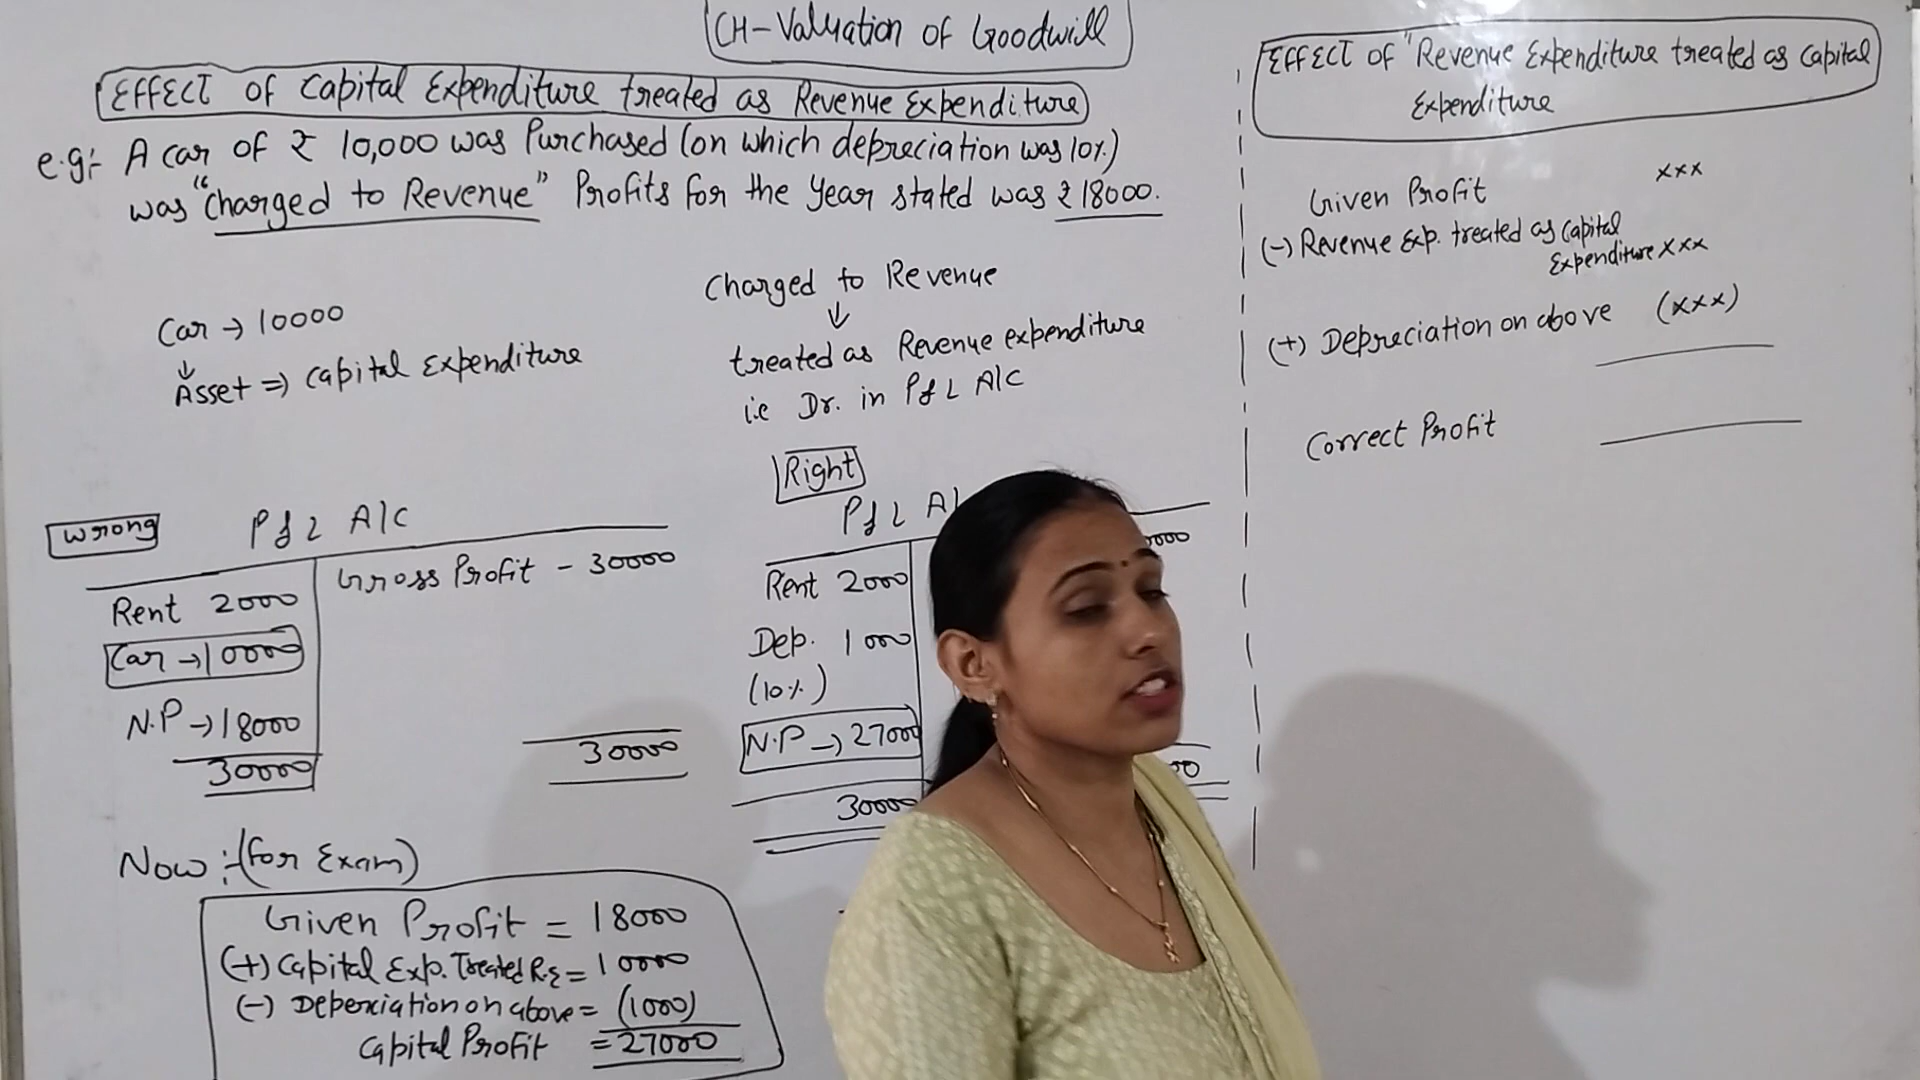 CH-Valuation of Goodwill
EFFECT of Capital Expenditure treated as Revenue Expenditure
e.g:- A car of ₹ 10,000 was Purchased (on which depreciation was 10%)
was "charged to Revenue" Profits for the Year stated was ₹ 18000.
Car → 10000
↓
Asset ⇒ Capital Expenditure
Charged to Revenue
↓
treated as Revenue expenditure
i.e Dr. in P&L A/C
Wrong
P&L A/C
Rent 2000
Gross Profit - 30000
Car → 10000
N.P → 18000
30000
30000
Right
P&L A/
Rent 2000
Dep. 1000
(10%)
N.P → 27000
30000
Now :- (for Exam)
Given Profit = 18000
(+) Capital Exp. Treated R.E = 10000
(-) Deperciation on above = (1000)
Capital Profit = 27000
EFFECT of "Revenue Expenditure treated as Capital
Expenditure
Given Profit xxx
(-) Revenue Exp. treated as Capital
Expenditure xxx
(+) Depreciation on above (xxx)
Correct Profit